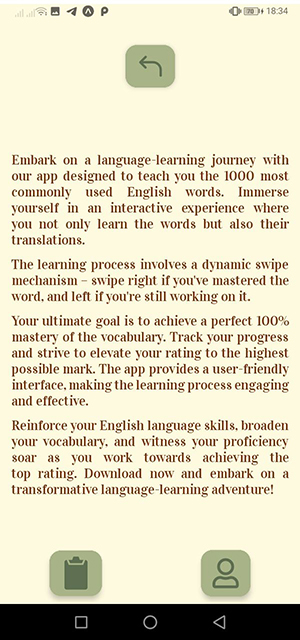 18:34
Embark on a language-learning journey with
our app designed to teach you the 1000 most
commonly used English words. Immerse
yourself in an interactive experience where
you not only learn the words but also their
translations.
The learning process involves a dynamic swipe
mechanism – swipe right if you've mastered the
word, and left if you're still working on it.
Your ultimate goal is to achieve a perfect 100%
mastery of the vocabulary. Track your progress
and strive to elevate your rating to the highest
possible mark. The app provides a user-friendly
interface, making the learning process engaging
and effective.
Reinforce your English language skills, broaden
your vocabulary, and witness your proficiency
soar as you work towards achieving the
top rating. Download now and embark on a
transformative language-learning adventure!